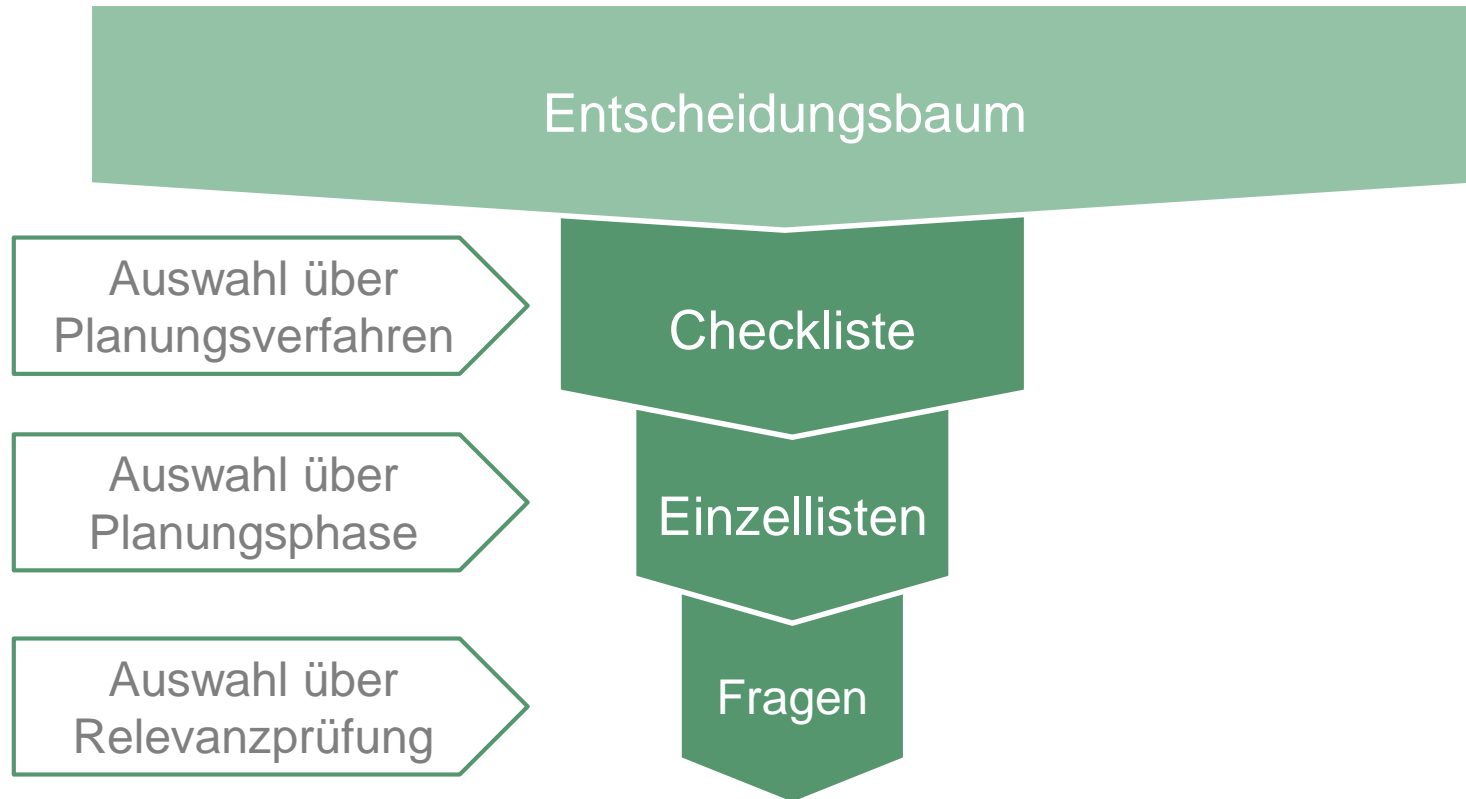 Entscheidungsbaum
Auswahl über
Planungsverfahren
Checkliste
Auswahl über
Planungsphase
Einzellisten
Auswahl über
Relevanzprüfung
Fragen